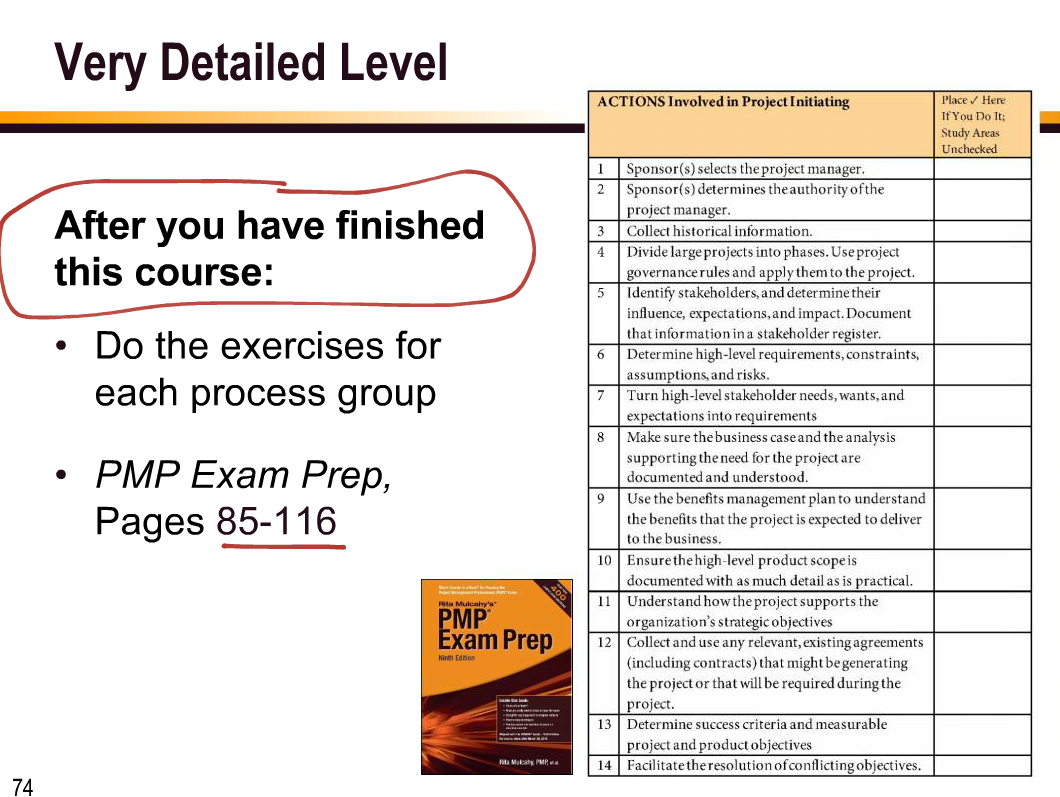 Very Detailed Level
After you have finished
this course:
• Do the exercises for
each process group
• PMP Exam Prep,
Pages 85-116
ACTIONS Involved in Project Initiating
Place ✓ Here
If You Do It;
Study Areas
Unchecked
1 Sponsor(s) selects the project manager.
2 Sponsor(s) determines the authority of the
project manager.
3 Collect historical information.
4 Divide large projects into phases. Use project
governance rules and apply them to the project.
5 Identify stakeholders, and determine their
influence, expectations, and impact. Document
that information in a stakeholder register.
6 Determine high-level requirements, constraints,
assumptions, and risks.
7 Turn high-level stakeholder needs, wants, and
expectations into requirements
8 Make sure the business case and the analysis
supporting the need for the project are
documented and understood.
9 Use the benefits management plan to understand
the benefits that the project is expected to deliver
to the business.
10 Ensure the high-level product scope is
documented with as much detail as is practical.
11 Understand how the project supports the
organization's strategic objectives
12 Collect and use any relevant, existing agreements
(including contracts) that might be generating
the project or that will be required during the
project.
13 Determine success criteria and measurable
project and product objectives
14 Facilitate the resolution of conflicting objectives.
400
Rita Mulcahy's™
PMP®
Exam Prep
Ninth Edition
Inside this book:
Rita Mulcahy, PMP, et al.
74